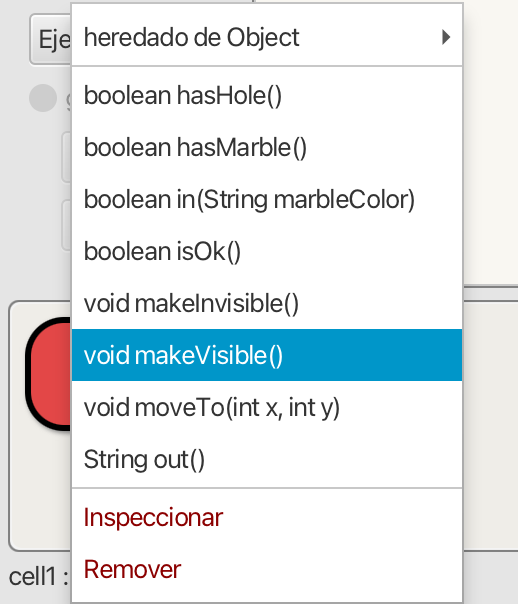 Eje
heredado de Object
boolean hasHole()
boolean hasMarble()
boolean in(String marbleColor)
boolean isOk()
void makeInvisible()
void makeVisible()
void moveTo(int x, int y)
String out()
Inspeccionar
Remover
cell1 :